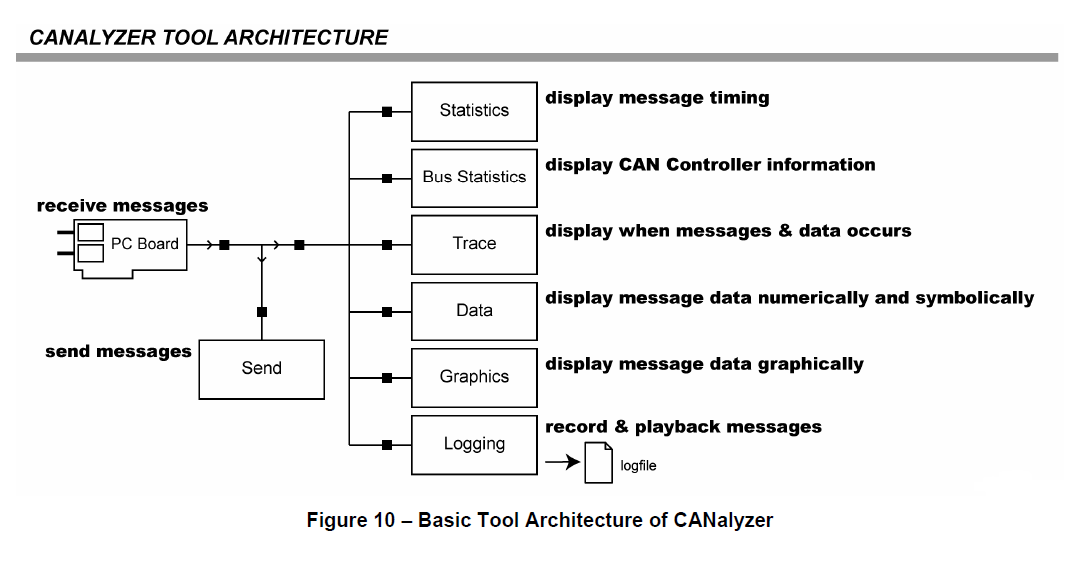 CANALYZER TOOL ARCHITECTURE
Statistics
display message timing
Bus Statistics
display CAN Controller information
receive messages
PC Board
Trace
display when messages & data occurs
Data
display message data numerically and symbolically
send messages
Send
Graphics
display message data graphically
Logging
record & playback messages
logfile
Figure 10 – Basic Tool Architecture of CANalyzer